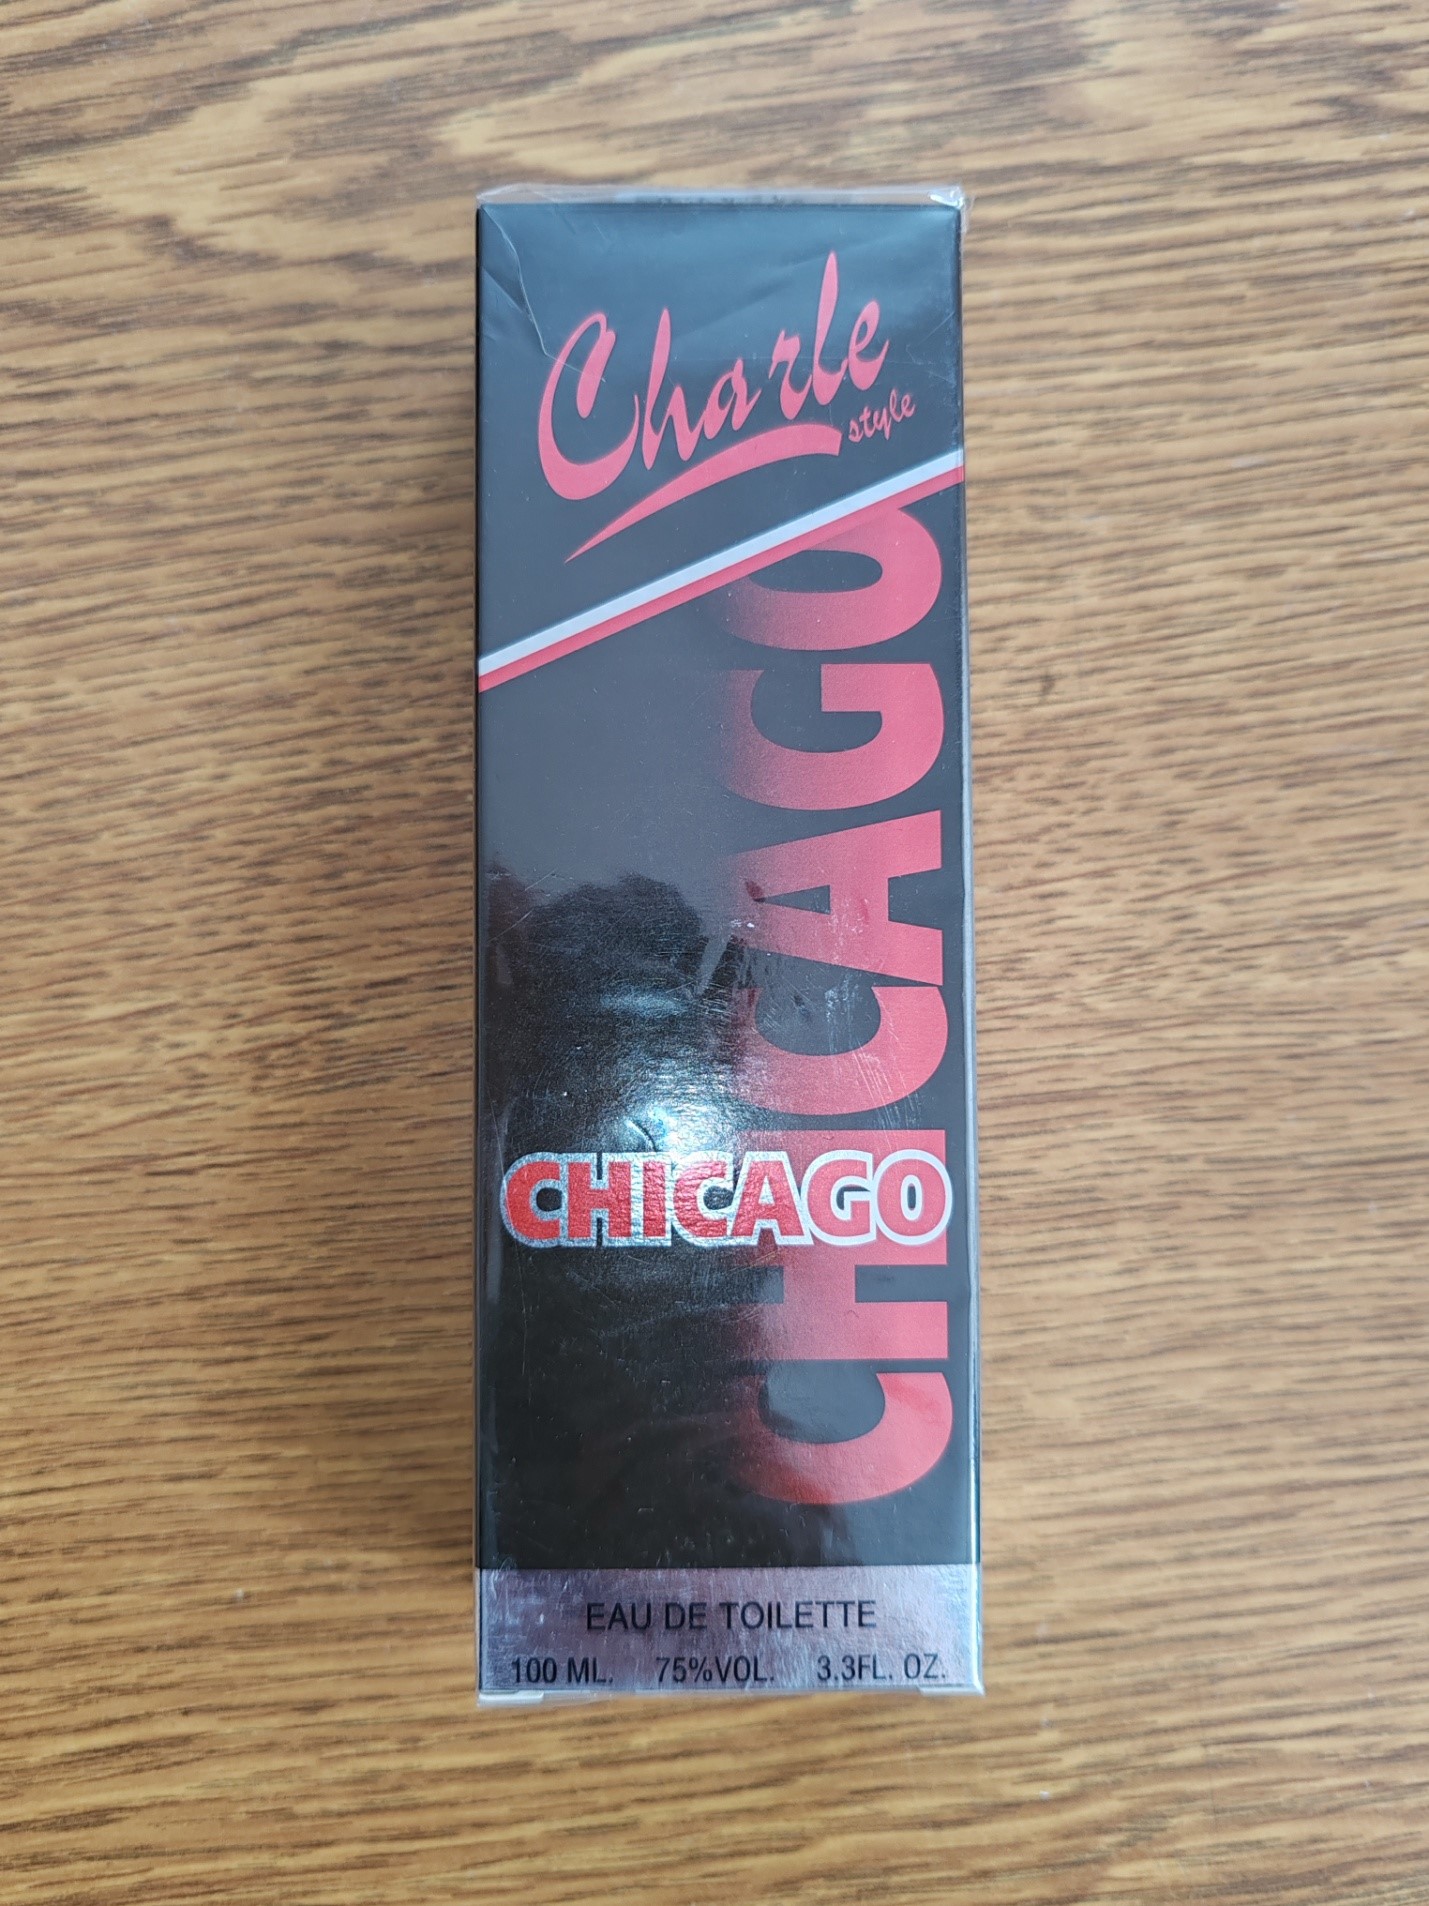 Charle
style
CHICAGO
CHICAGO
EAU DE TOILETTE
100 ML. 75%VOL. 3.3FL. OZ.